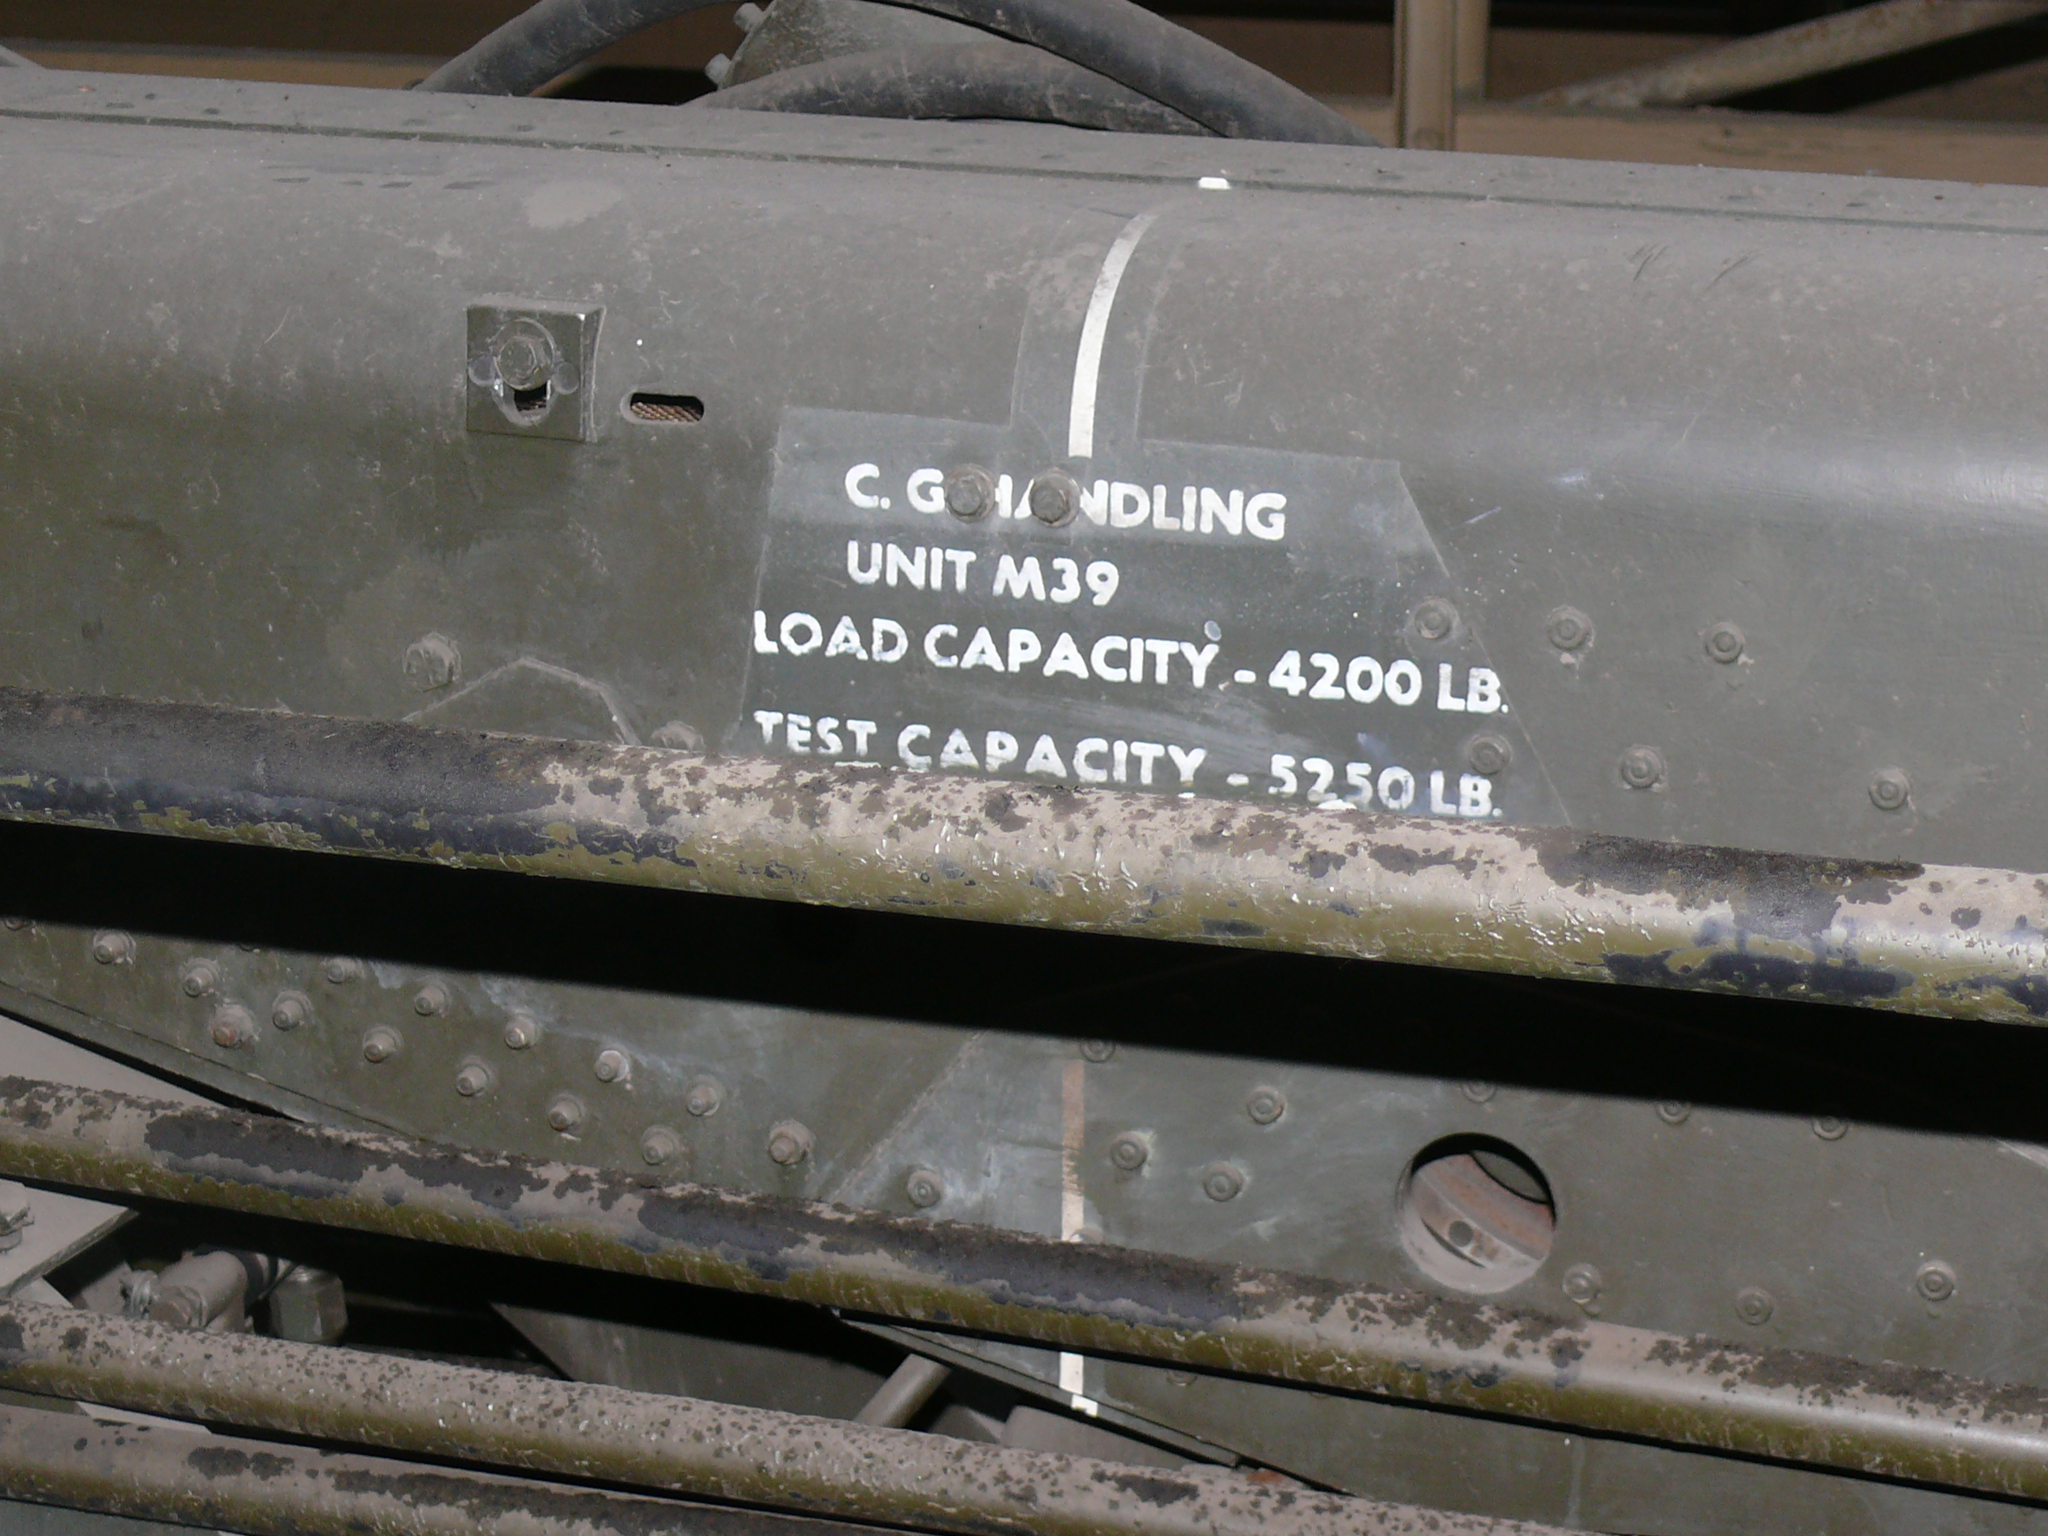 C. G. HANDLING
UNIT M39
LOAD CAPACITY - 4200 LB.
TEST CAPACITY - 5250 LB.